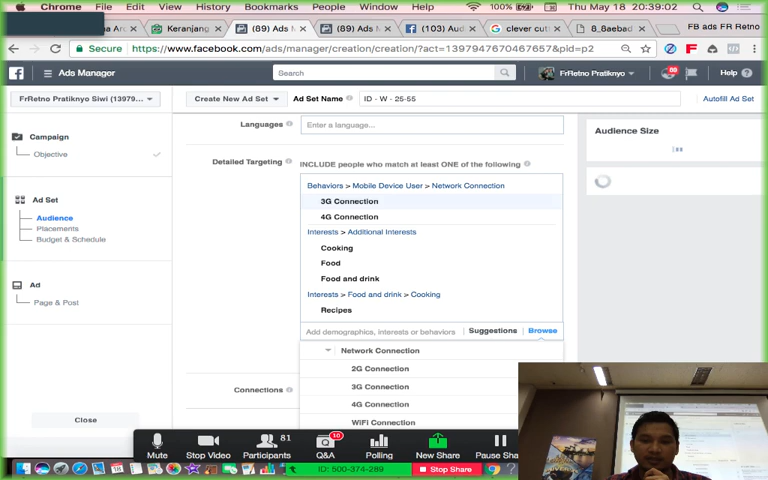 Chrome File Edit View History Bookmarks People Window Help 100% Thu May 18 20:39:02
Keranjang (89) Ads M (89) Ads M (103) Aud clever cut 8_8aebad FB ads FR Retno
Secure https://www.facebook.com/ads/manager/creation/creation/?act=1397947670467657&pid=p2
Ads Manager Search FrRetno Pratiknyo Help
FrRetno Pratiknyo Siwi (13979... Create New Ad Set Ad Set Name ID - W - 25-55 Autofill Ad Set
Campaign
Objective
Ad Set
Audience
Placements
Budget & Schedule
Ad
Page & Post
Close
Languages Enter a language...
Detailed Targeting INCLUDE people who match at least ONE of the following
Behaviors > Mobile Device User > Network Connection
3G Connection
4G Connection
Interests > Additional Interests
Cooking
Food
Food and drink
Interests > Food and drink > Cooking
Recipes
Add demographics, interests or behaviors Suggestions Browse
Network Connection
2G Connection
3G Connection
4G Connection
WiFi Connection
Connections
Audience Size
Mute Stop Video Participants 81 Q&A 10 Polling New Share Pause Sha
ID: 500-374-289 Stop Share